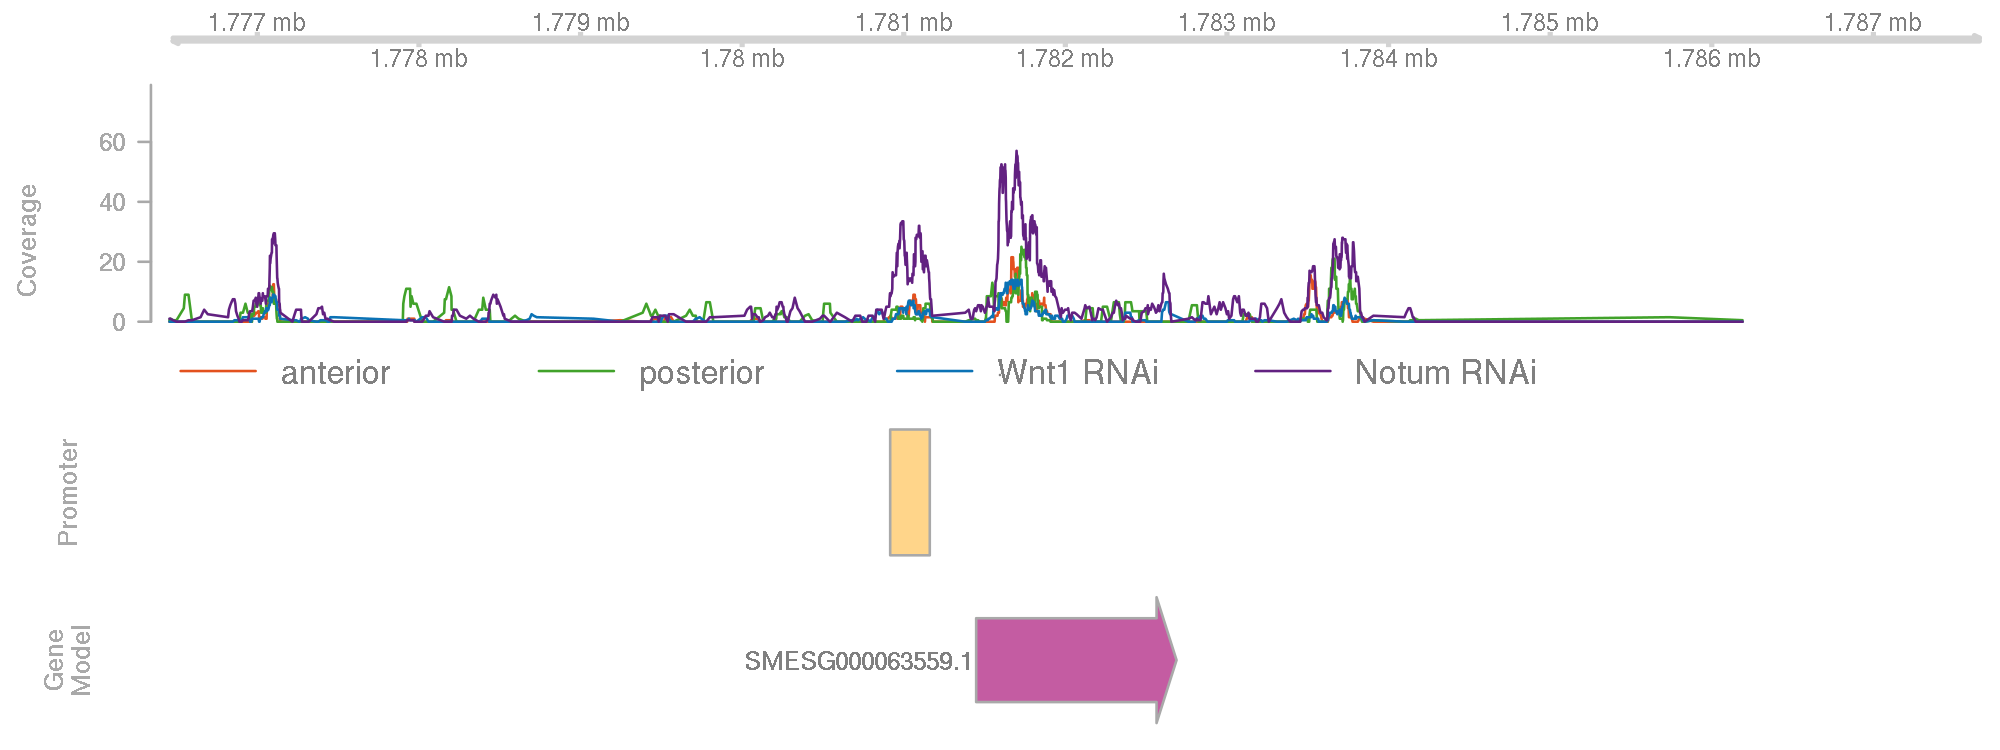 1.777 mb 1.779 mb 1.781 mb 1.783 mb 1.785 mb 1.787 mb
1.778 mb 1.78 mb 1.782 mb 1.784 mb 1.786 mb
Coverage
60
40
20
0
anterior posterior Wnt1 RNAi Notum RNAi
Promoter
Gene
Model
SMESG000063559.1